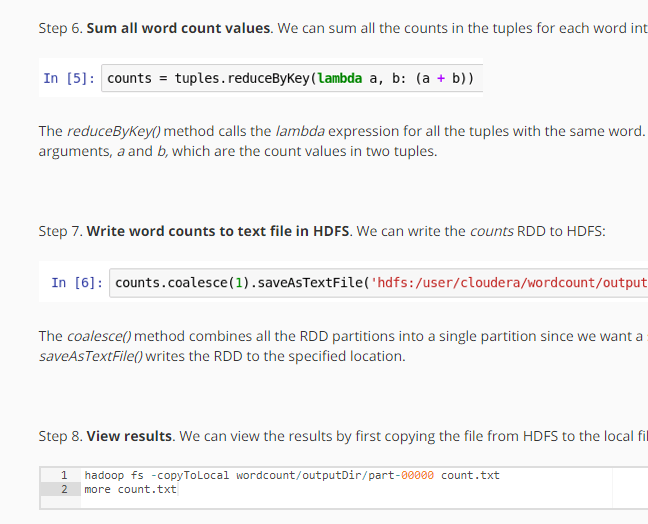 Step 6. Sum all word count values. We can sum all the counts in the tuples for each word int
In [5]: counts = tuples.reduceByKey(lambda a, b: (a + b))
The reduceByKey() method calls the lambda expression for all the tuples with the same word.
arguments, a and b, which are the count values in two tuples.
Step 7. Write word counts to text file in HDFS. We can write the counts RDD to HDFS:
In [6]: counts.coalesce(1).saveAsTextFile('hdfs:/user/cloudera/wordcount/output
The coalesce() method combines all the RDD partitions into a single partition since we want a
saveAsTextFile() writes the RDD to the specified location.
Step 8. View results. We can view the results by first copying the file from HDFS to the local fi
1 hadoop fs -copyToLocal wordcount/outputDir/part-00000 count.txt
2 more count.txt